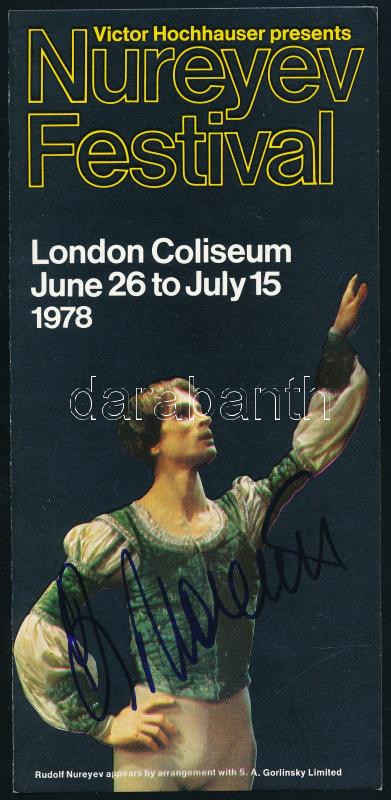 Victor Hochhauser presents
Nureyev
Festival
London Coliseum
June 26 to July 15
1978
darabanth
Rudolf Nureyev appears by arrangement with S. A. Gorlinsky Limited